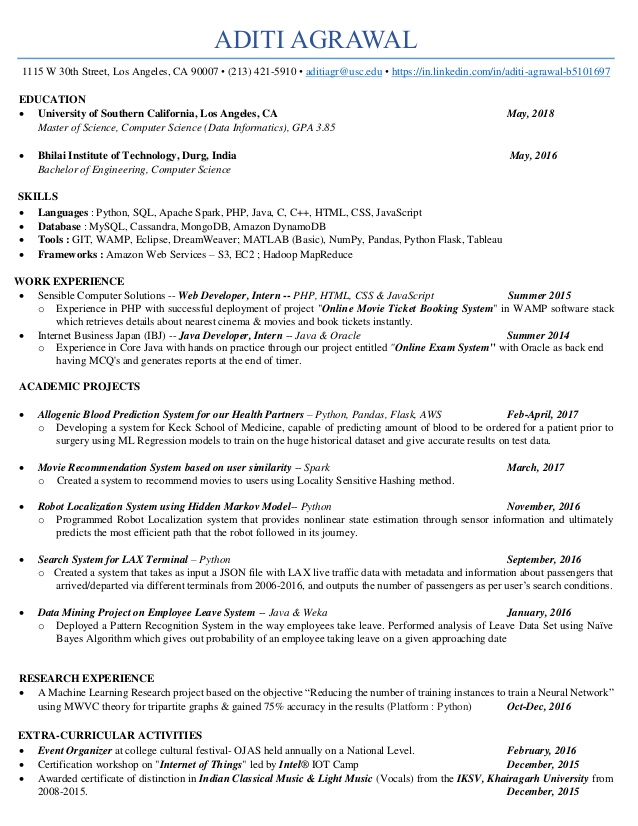 ADITI AGRAWAL
1115 W 30th Street, Los Angeles, CA 90007 • (213) 421-5910 • aditiagr@usc.edu • https://in.linkedin.com/in/aditi-agrawal-b5101697
EDUCATION
• University of Southern California, Los Angeles, CA May, 2018
Master of Science, Computer Science (Data Informatics), GPA 3.85
• Bhilai Institute of Technology, Durg, India May, 2016
Bachelor of Engineering, Computer Science
SKILLS
• Languages : Python, SQL, Apache Spark, PHP, Java, C, C++, HTML, CSS, JavaScript
• Database : MySQL, Cassandra, MongoDB, Amazon DynamoDB
• Tools : GIT, WAMP, Eclipse, DreamWeaver; MATLAB (Basic), NumPy, Pandas, Python Flask, Tableau
• Frameworks : Amazon Web Services – S3, EC2 ; Hadoop MapReduce
WORK EXPERIENCE
• Sensible Computer Solutions -- Web Developer, Intern -- PHP, HTML, CSS & JavaScript Summer 2015
o Experience in PHP with successful deployment of project "Online Movie Ticket Booking System" in WAMP software stack
which retrieves details about nearest cinema & movies and book tickets instantly.
• Internet Business Japan (IBJ) -- Java Developer, Intern -- Java & Oracle Summer 2014
o Experience in Core Java with hands on practice through our project entitled "Online Exam System" with Oracle as back end
having MCQ's and generates reports at the end of timer.
ACADEMIC PROJECTS
• Allogenic Blood Prediction System for our Health Partners – Python, Pandas, Flask, AWS Feb-April, 2017
o Developing a system for Keck School of Medicine, capable of predicting amount of blood to be ordered for a patient prior to
surgery using ML Regression models to train on the huge historical dataset and give accurate results on test data.
• Movie Recommendation System based on user similarity -- Spark March, 2017
o Created a system to recommend movies to users using Locality Sensitive Hashing method.
• Robot Localization System using Hidden Markov Model-- Python November, 2016
o Programmed Robot Localization system that provides nonlinear state estimation through sensor information and ultimately
predicts the most efficient path that the robot followed in its journey.
• Search System for LAX Terminal – Python September, 2016
o Created a system that takes as input a JSON file with LAX live traffic data with metadata and information about passengers that
arrived/departed via different terminals from 2006-2016, and outputs the number of passengers as per user's search conditions.
• Data Mining Project on Employee Leave System -- Java & Weka January, 2016
o Deployed a Pattern Recognition System in the way employees take leave. Performed analysis of Leave Data Set using Naïve
Bayes Algorithm which gives out probability of an employee taking leave on a given approaching date
RESEARCH EXPERIENCE
• A Machine Learning Research project based on the objective “Reducing the number of training instances to train a Neural Network”
using MWVC theory for tripartite graphs & gained 75% accuracy in the results (Platform : Python) Oct-Dec, 2016
EXTRA-CURRICULAR ACTIVITIES
• Event Organizer at college cultural festival- OJAS held annually on a National Level. February, 2016
• Certification workshop on "Internet of Things" led by Intel® IOT Camp December, 2015
• Awarded certificate of distinction in Indian Classical Music & Light Music (Vocals) from the IKSV, Khairagarh University from
2008-2015. December, 2015